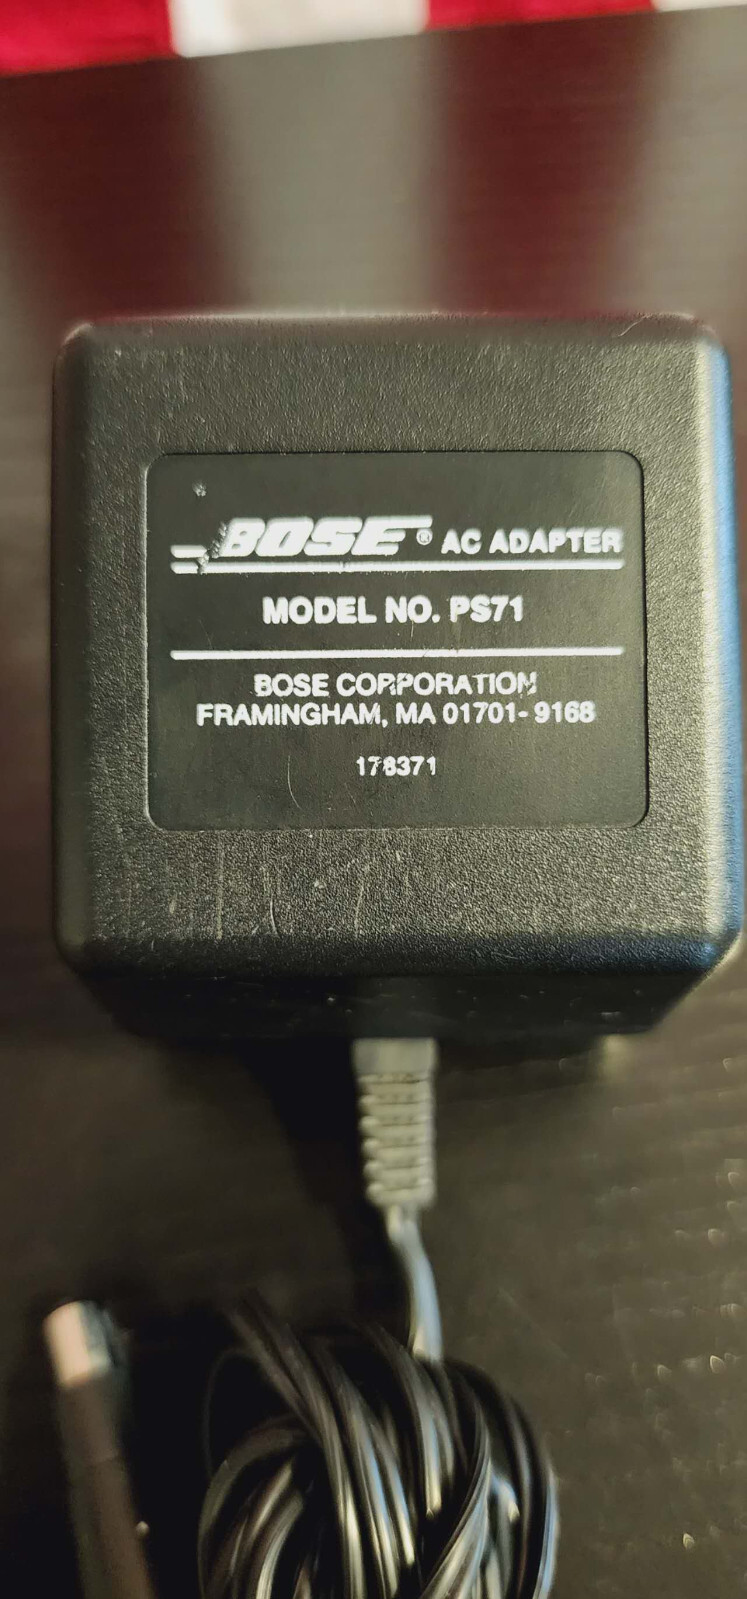 BOSE® AC ADAPTER
MODEL NO. PS71
BOSE CORPORATION
FRAMINGHAM, MA 01701-9168
178371